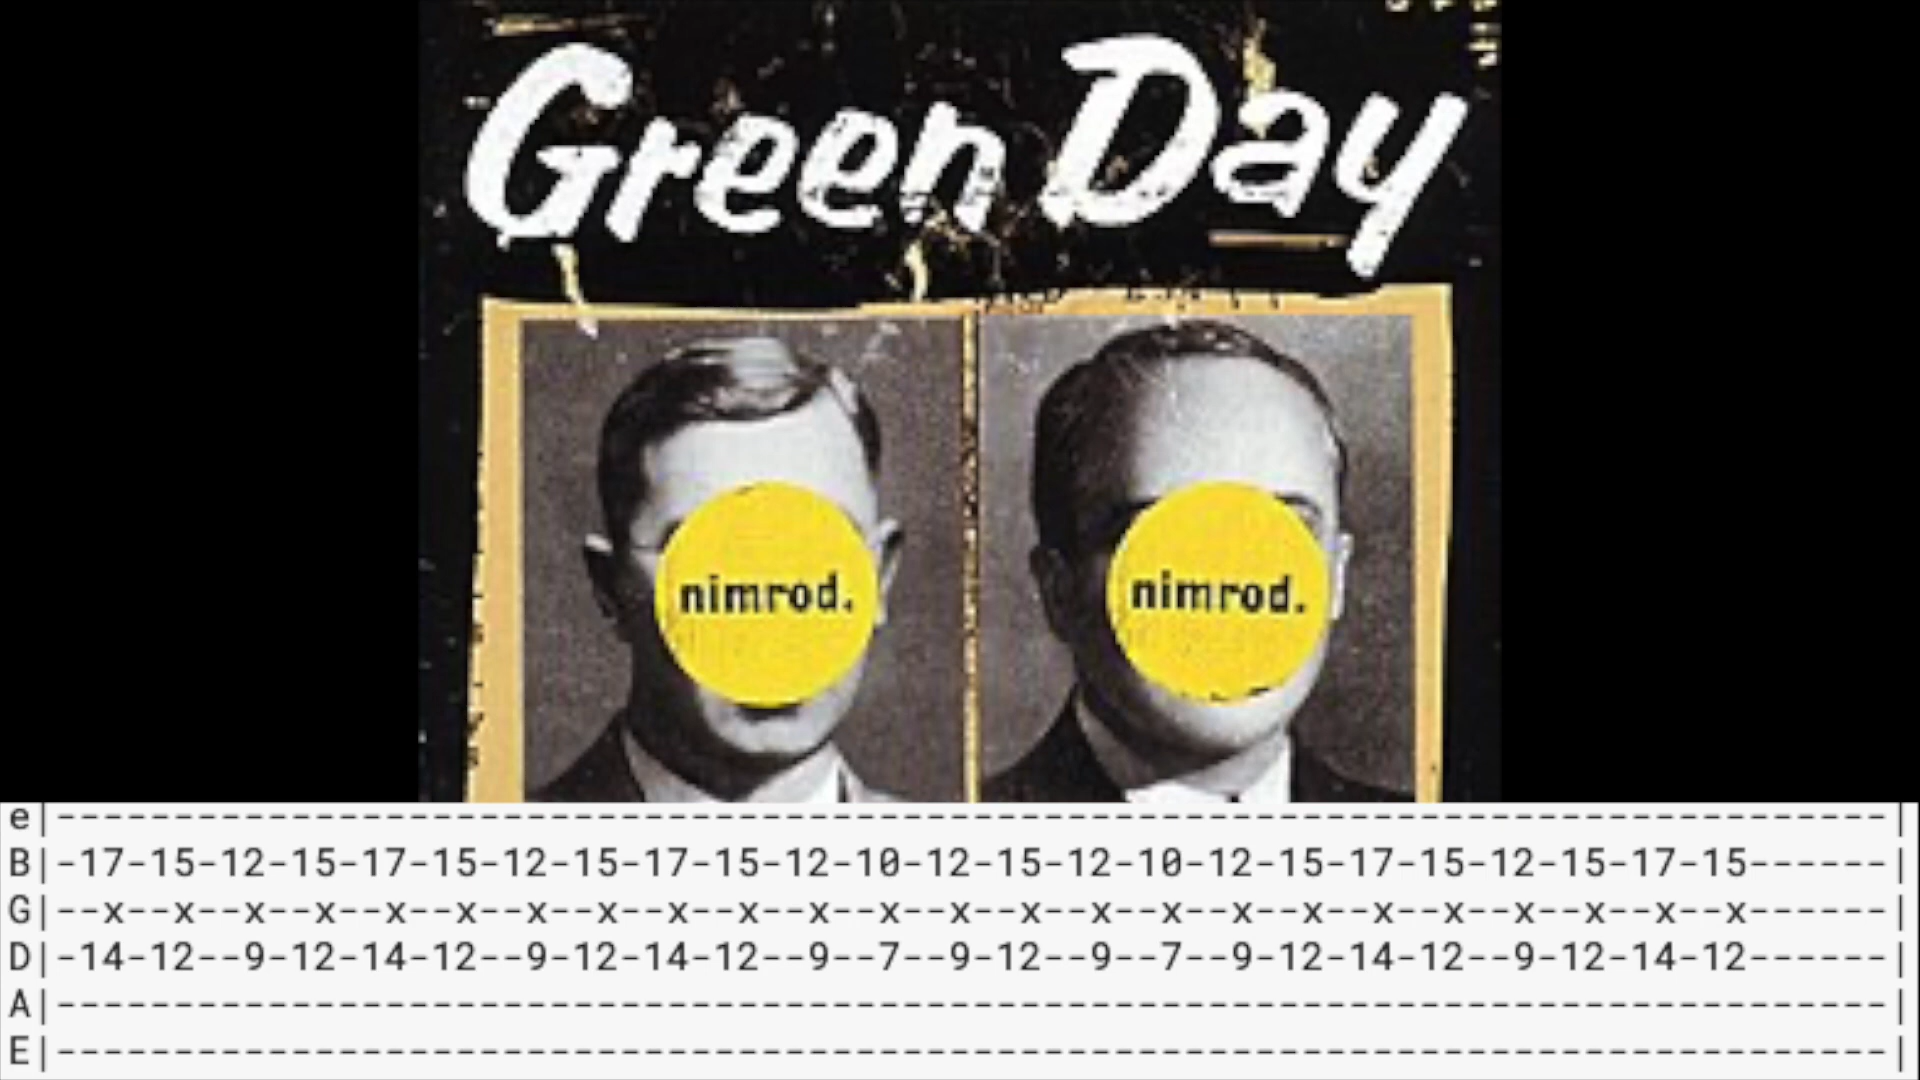 Green Day
nimrod. nimrod.
e|------------------------------------------------------------------------------|
B|-17-15-12-15-17-15-12-15-17-15-12-10-12-15-12-10-12-15-17-15-12-15-17-15------|
G|--x--x--x--x--x--x--x--x--x--x--x--x--x--x--x--x--x--x--x--x--x--x--x--x------|
D|-14-12--9-12-14-12--9-12-14-12--9--7--9-12--9--7--9-12-14-12--9-12-14-12------|
A|------------------------------------------------------------------------------|
E|------------------------------------------------------------------------------|